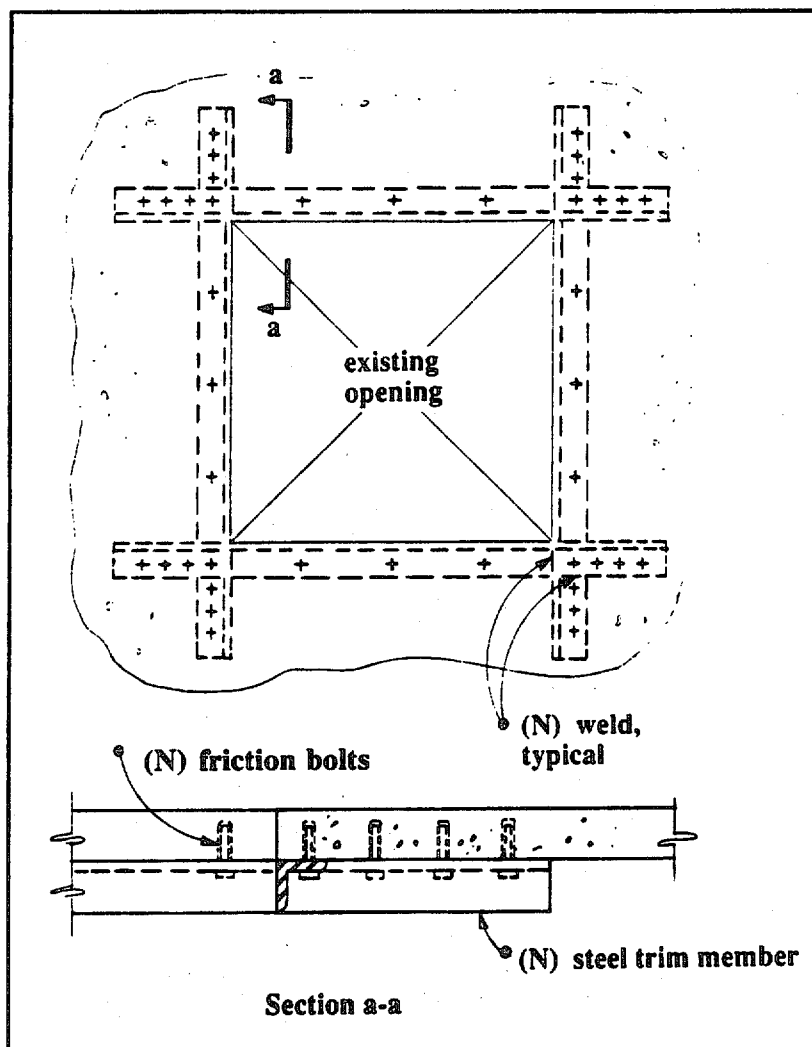 a
a
existing
opening
(N) weld,
typical
(N) friction bolts
(N) steel trim member
Section a-a